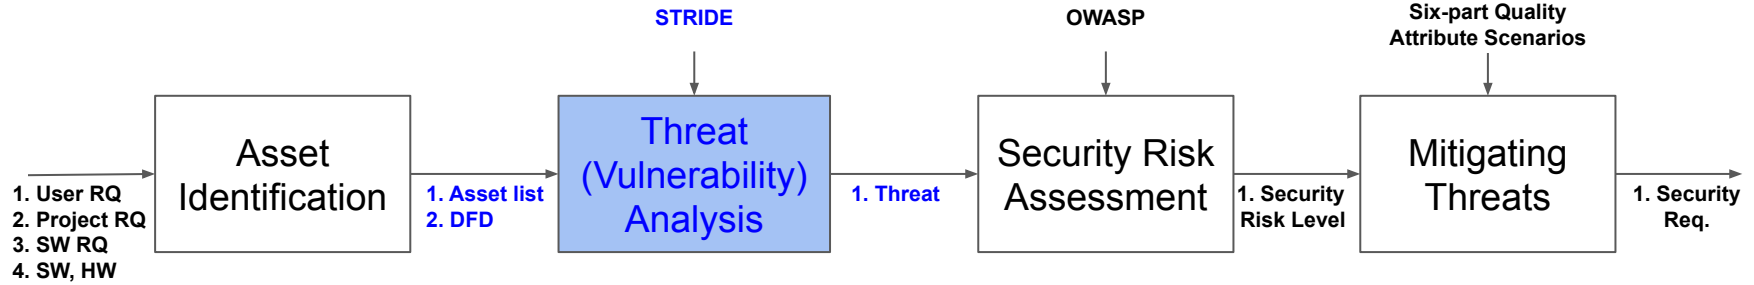 STRIDE
OWASP
Six-part Quality
Attribute Scenarios
Asset
Identification
Threat
(Vulnerability)
Analysis
Security Risk
Assessment
Mitigating
Threats
1. User RQ
2. Project RQ
3. SW RQ
4. SW, HW
1. Asset list
2. DFD
1. Threat
1. Security
Risk Level
1. Security
Req.